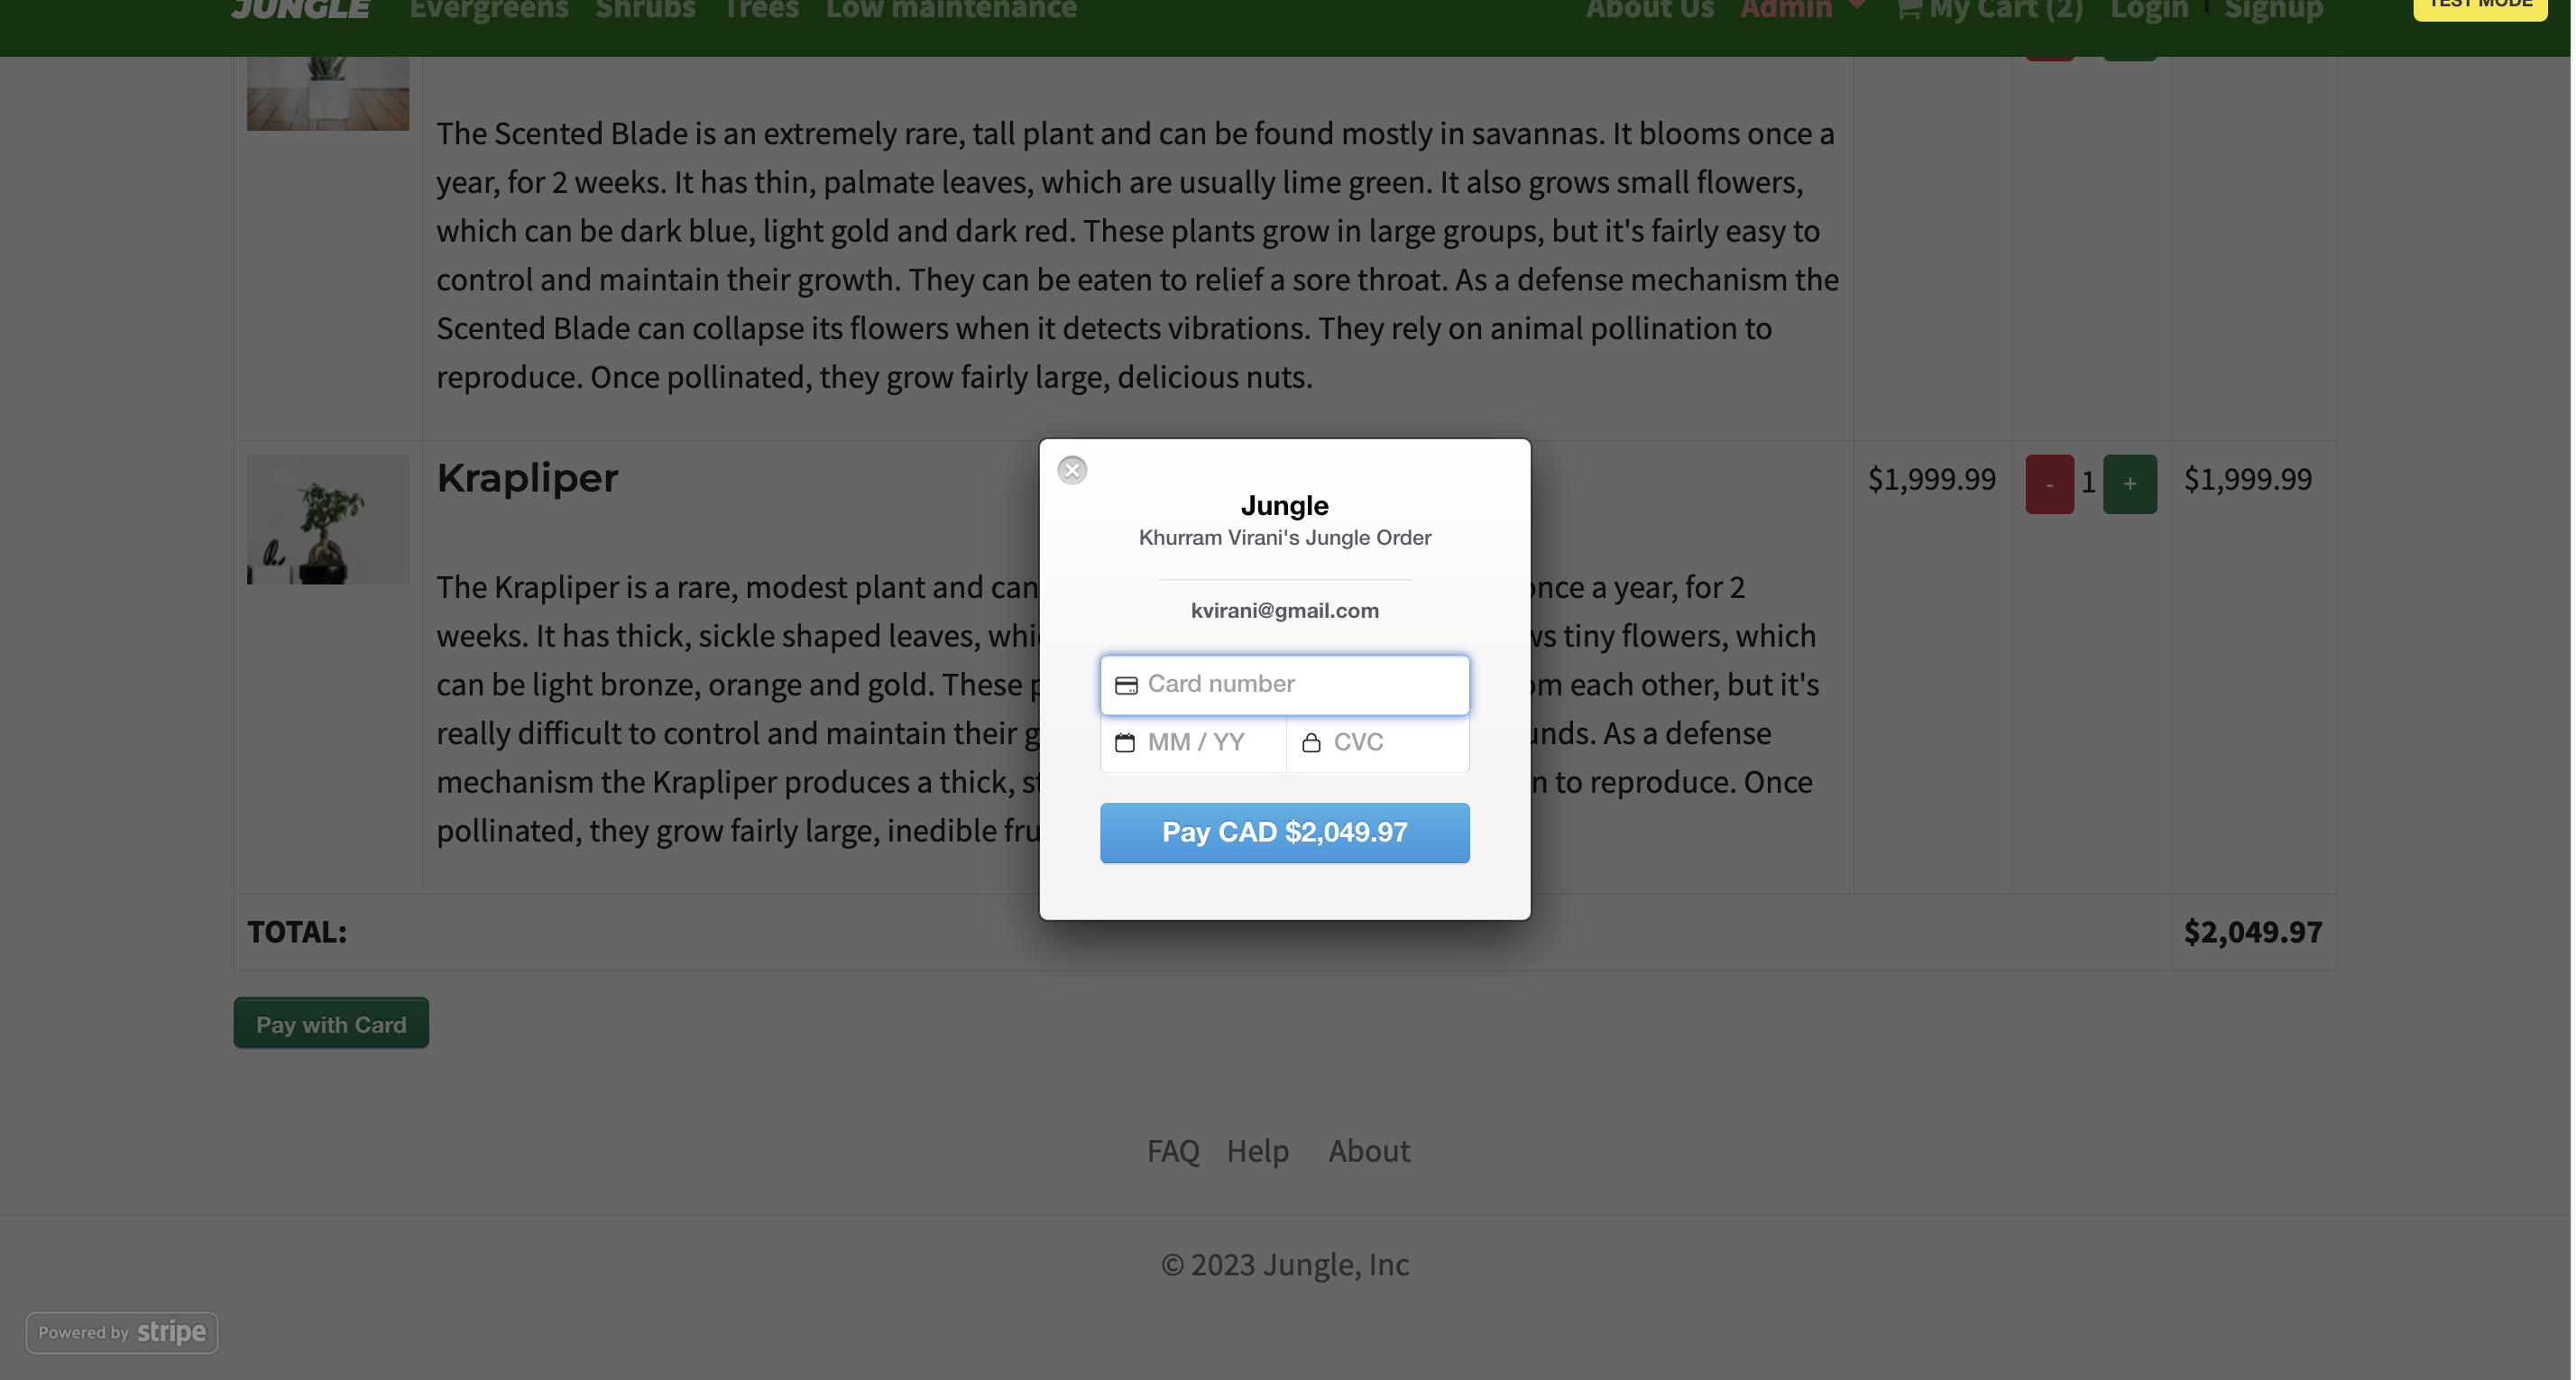 JUNGLE Evergreens Shrubs Trees Low maintenance About Us Admin My Cart (2) Login Signup TEST MODE
The Scented Blade is an extremely rare, tall plant and can be found mostly in savannas. It blooms once a
year, for 2 weeks. It has thin, palmate leaves, which are usually lime green. It also grows small flowers,
which can be dark blue, light gold and dark red. These plants grow in large groups, but it's fairly easy to
control and maintain their growth. They can be eaten to relief a sore throat. As a defense mechanism the
Scented Blade can collapse its flowers when it detects vibrations. They rely on animal pollination to
reproduce. Once pollinated, they grow fairly large, delicious nuts.
Krapliper
$1,999.99 - 1 + $1,999.99
The Krapliper is a rare, modest plant and can once a year, for 2
weeks. It has thick, sickle shaped leaves, tiny flowers, which
can be light bronze, orange and gold. These each other, but it's
really difficult to control and maintain their As a defense
mechanism the Krapliper produces a thick, to reproduce. Once
pollinated, they grow fairly large, inedible
Jungle
Khurram Virani's Jungle Order
kvirani@gmail.com
Card number
MM / YY CVC
Pay CAD $2,049.97
TOTAL: $2,049.97
Pay with Card
FAQ Help About
© 2023 Jungle, Inc
Powered by stripe